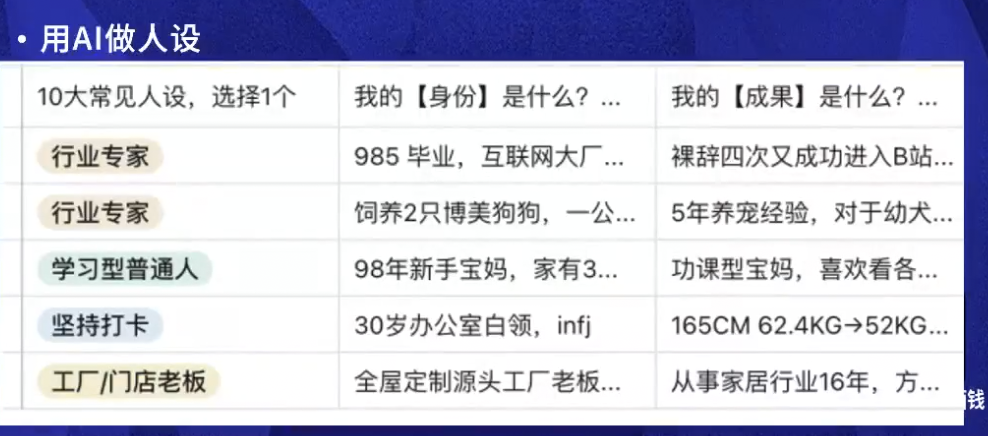 • 用AI做人设
10大常见人设，选择1个 我的【身份】是什么？... 我的【成果】是什么？...
行业专家 985 毕业，互联网大厂... 裸辞四次又成功进入B站...
行业专家 饲养2只博美狗狗，一公... 5年养宠经验，对于幼犬...
学习型普通人 98年新手宝妈，家有3... 功课型宝妈，喜欢看各...
坚持打卡 30岁办公室白领，infj 165CM 62.4KG→52KG...
工厂/门店老板 全屋定制源头工厂老板... 从事家居行业16年，方...
钱